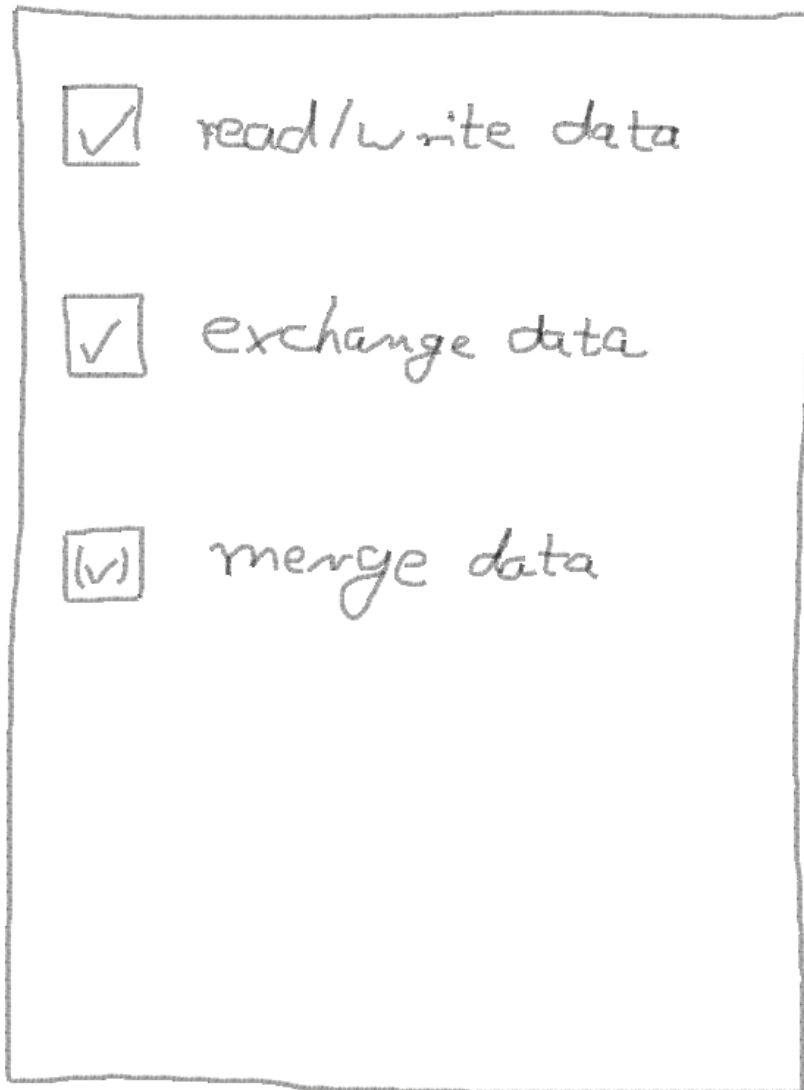 ☑ read/write data
☑ exchange data
(✓) merge data